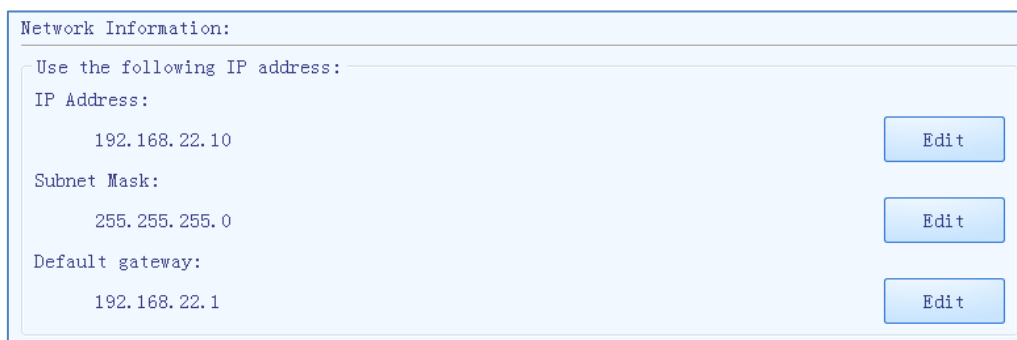 Network Information:
Use the following IP address:
IP Address:
192.168.22.10
Edit
Subnet Mask:
255.255.255.0
Edit
Default gateway:
192.168.22.1
Edit